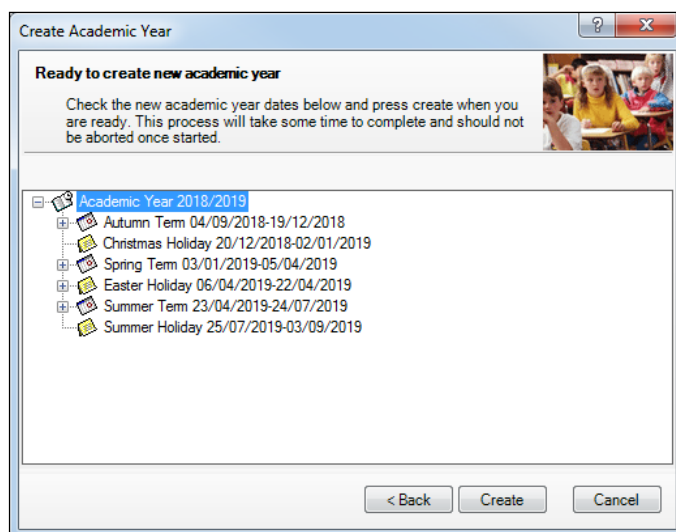 Create Academic Year
Ready to create new academic year
Check the new academic year dates below and press create when you
are ready. This process will take some time to complete and should not
be aborted once started.
Academic Year 2018/2019
Autumn Term 04/09/2018-19/12/2018
Christmas Holiday 20/12/2018-02/01/2019
Spring Term 03/01/2019-05/04/2019
Easter Holiday 06/04/2019-22/04/2019
Summer Term 23/04/2019-24/07/2019
Summer Holiday 25/07/2019-03/09/2019
< Back Create Cancel